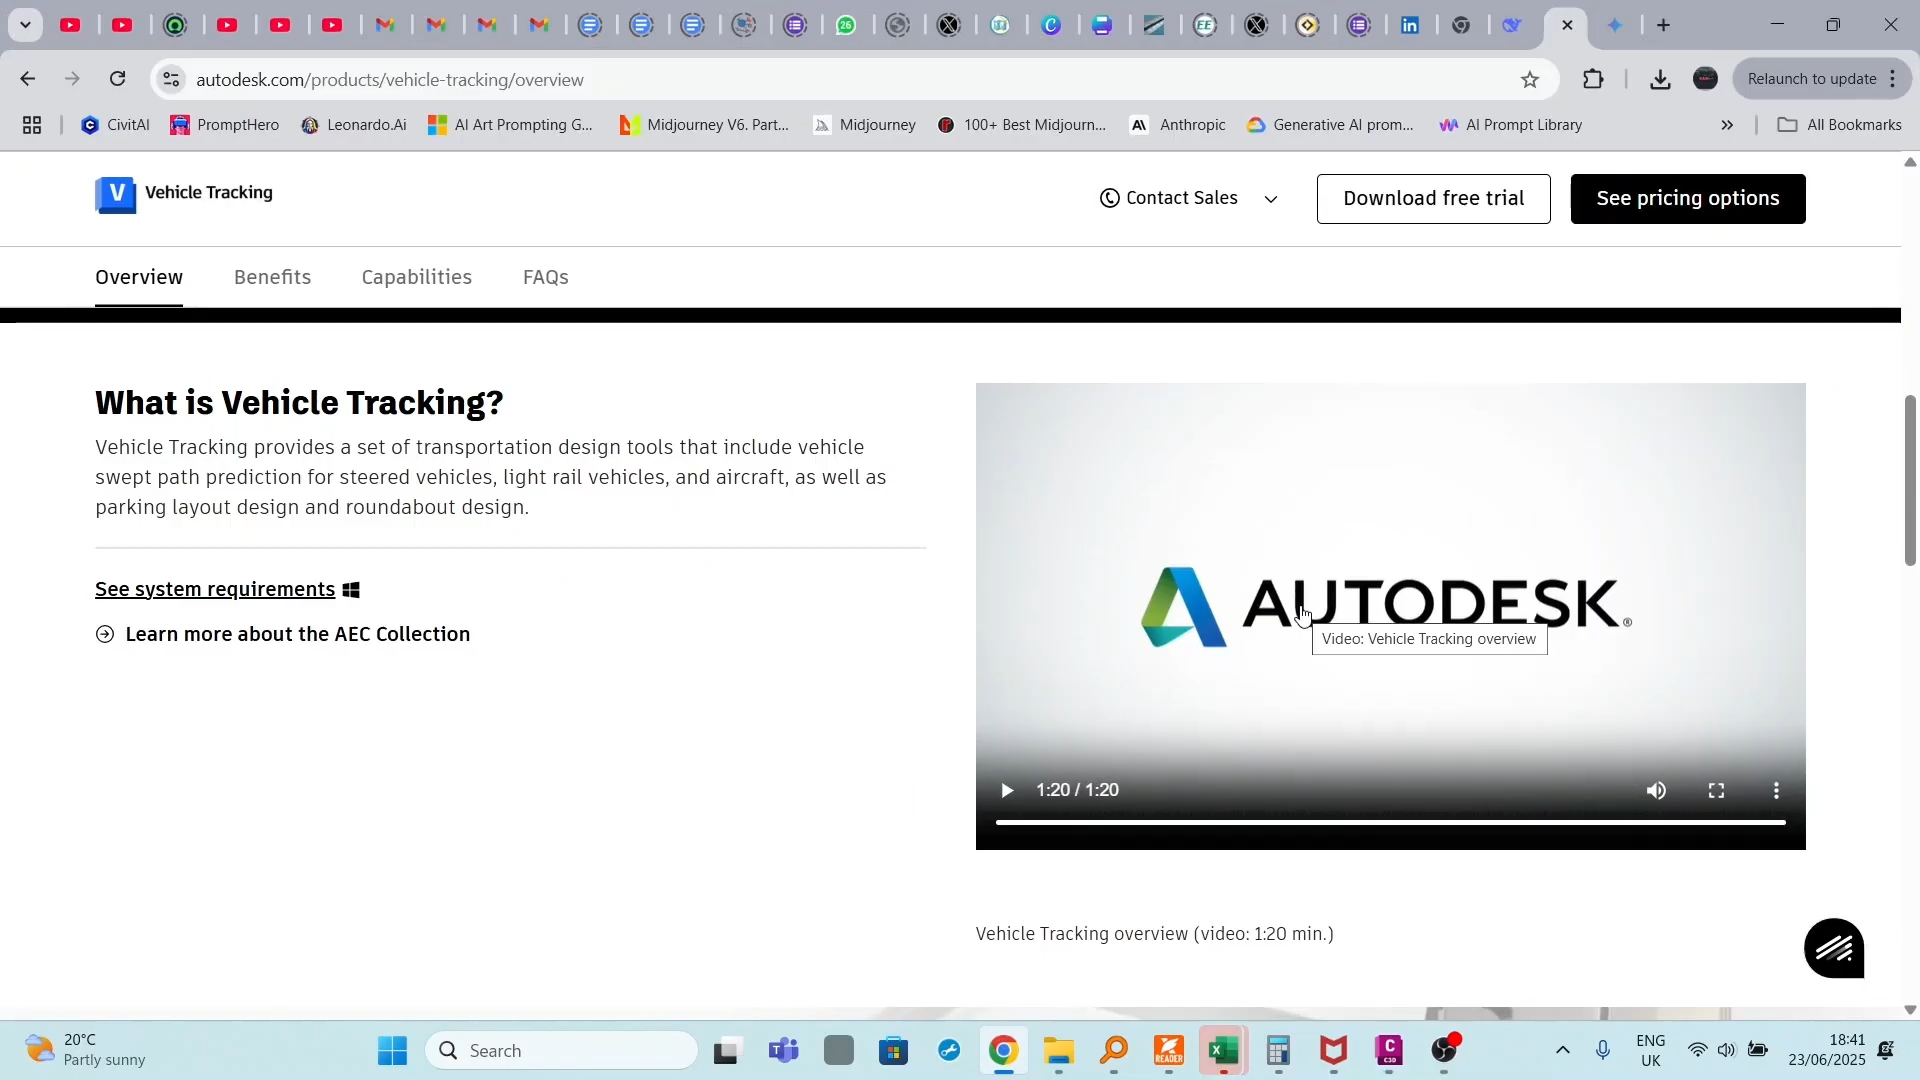 autodesk.com/products/vehicle-tracking/overview
Relaunch to update
CivitAI
PromptHero
Leonardo.Ai
AI Art Prompting G...
Midjourney V6. Part...
Midjourney
100+ Best Midjourn...
Anthropic
Generative AI prom...
AI Prompt Library
All Bookmarks
V Vehicle Tracking
Contact Sales
Download free trial
See pricing options
Overview
Benefits
Capabilities
FAQs
What is Vehicle Tracking?
Vehicle Tracking provides a set of transportation design tools that include vehicle
swept path prediction for steered vehicles, light rail vehicles, and aircraft, as well as
parking layout design and roundabout design.
See system requirements
Learn more about the AEC Collection
AUTODESK®
Video: Vehicle Tracking overview
1:20 / 1:20
Vehicle Tracking overview (video: 1:20 min.)
20°C
Partly sunny
Search
ENG
UK
18:41
23/06/2025